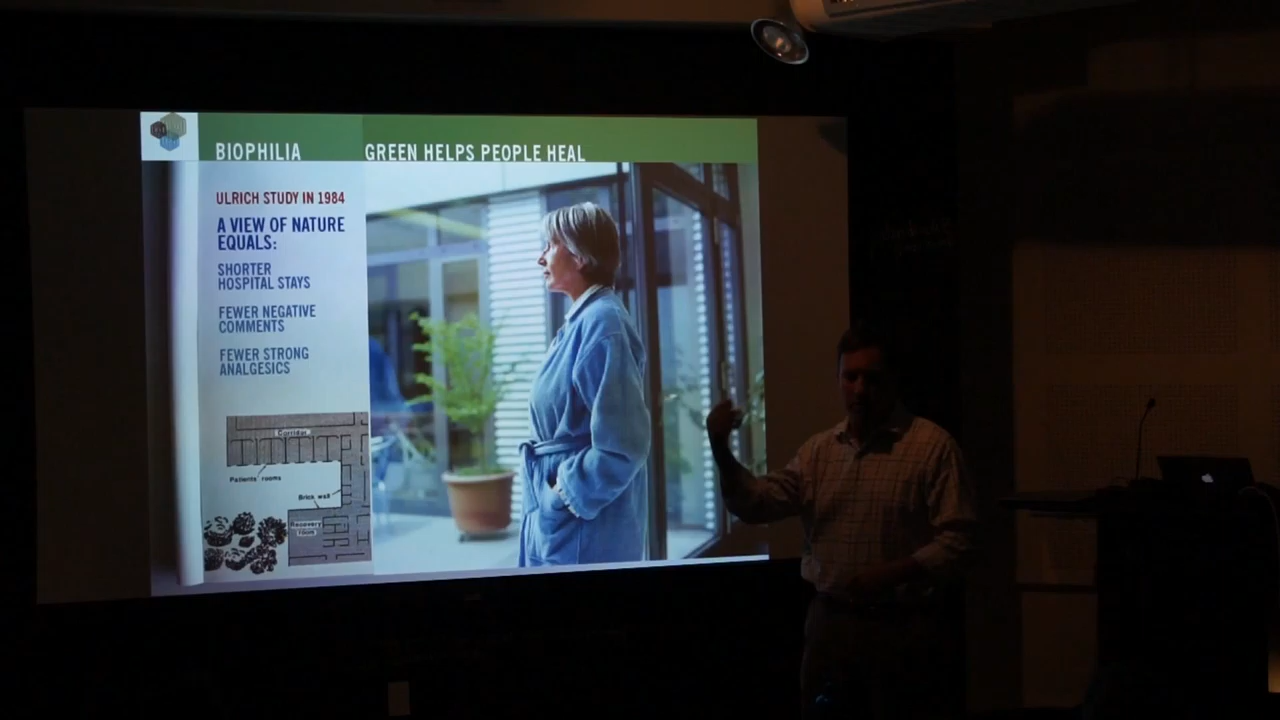 BIOPHILIA
GREEN HELPS PEOPLE HEAL
ULRICH STUDY IN 1984
A VIEW OF NATURE
EQUALS:
SHORTER
HOSPITAL STAYS
FEWER NEGATIVE
COMMENTS
FEWER STRONG
ANALGESICS
Corridor
Patients' rooms
Brick wall
Recovery
room